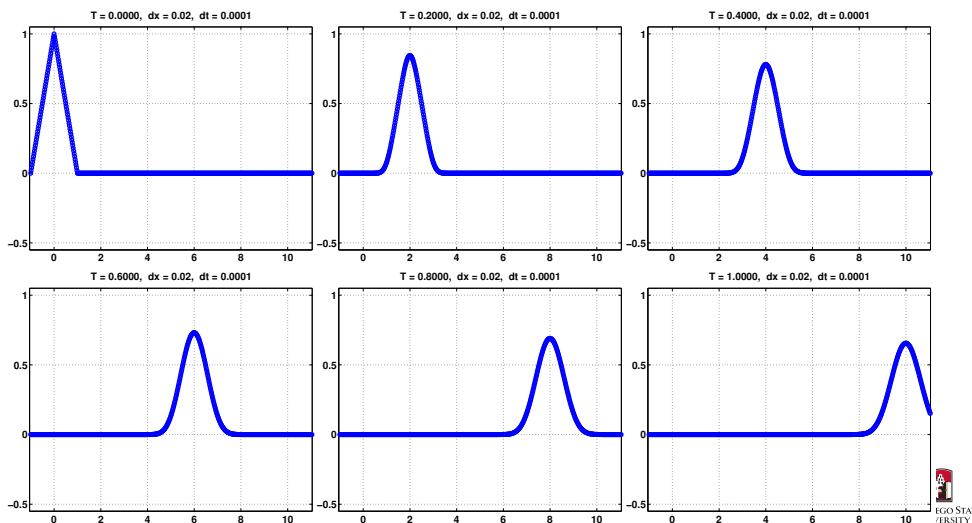 T = 0.0000, dx = 0.02, dt = 0.0001
1
0.5
0
−0.5
0 2 4 6 8 10
T = 0.2000, dx = 0.02, dt = 0.0001
1
0.5
0
−0.5
0 2 4 6 8 10
T = 0.4000, dx = 0.02, dt = 0.0001
1
0.5
0
−0.5
0 2 4 6 8 10
T = 0.6000, dx = 0.02, dt = 0.0001
1
0.5
0
−0.5
0 2 4 6 8 10
T = 0.8000, dx = 0.02, dt = 0.0001
1
0.5
0
−0.5
0 2 4 6 8 10
T = 1.0000, dx = 0.02, dt = 0.0001
1
0.5
0
−0.5
0 2 4 6 8 10
EGO STA
VERSITY